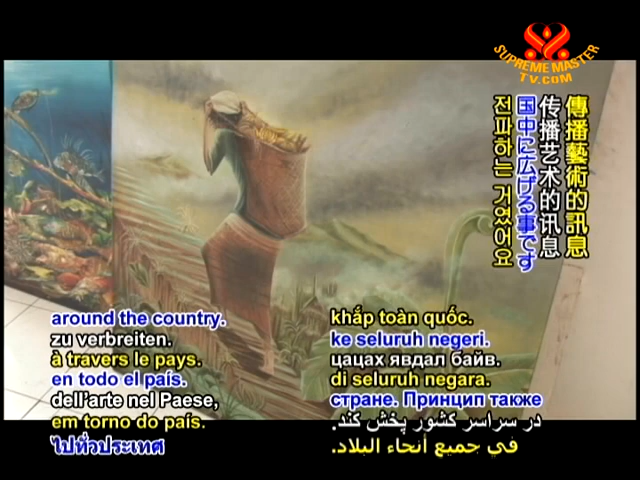 SUPREME MASTER
TV.COM
傳播藝術的訊息
传播艺术的讯息
国中に広げる事です
전파하는 거였어요
around the country.
zu verbreiten.
à travers le pays.
en todo el país.
dell'arte nel Paese,
em torno do país.
ไปทั่วประเทศ
khắp toàn quốc.
ke seluruh negeri.
цацах явдал байв.
di seluruh negara.
стране. Принцип также
در سراسر کشور پخش کند.
في جميع أنحاء البلاد.